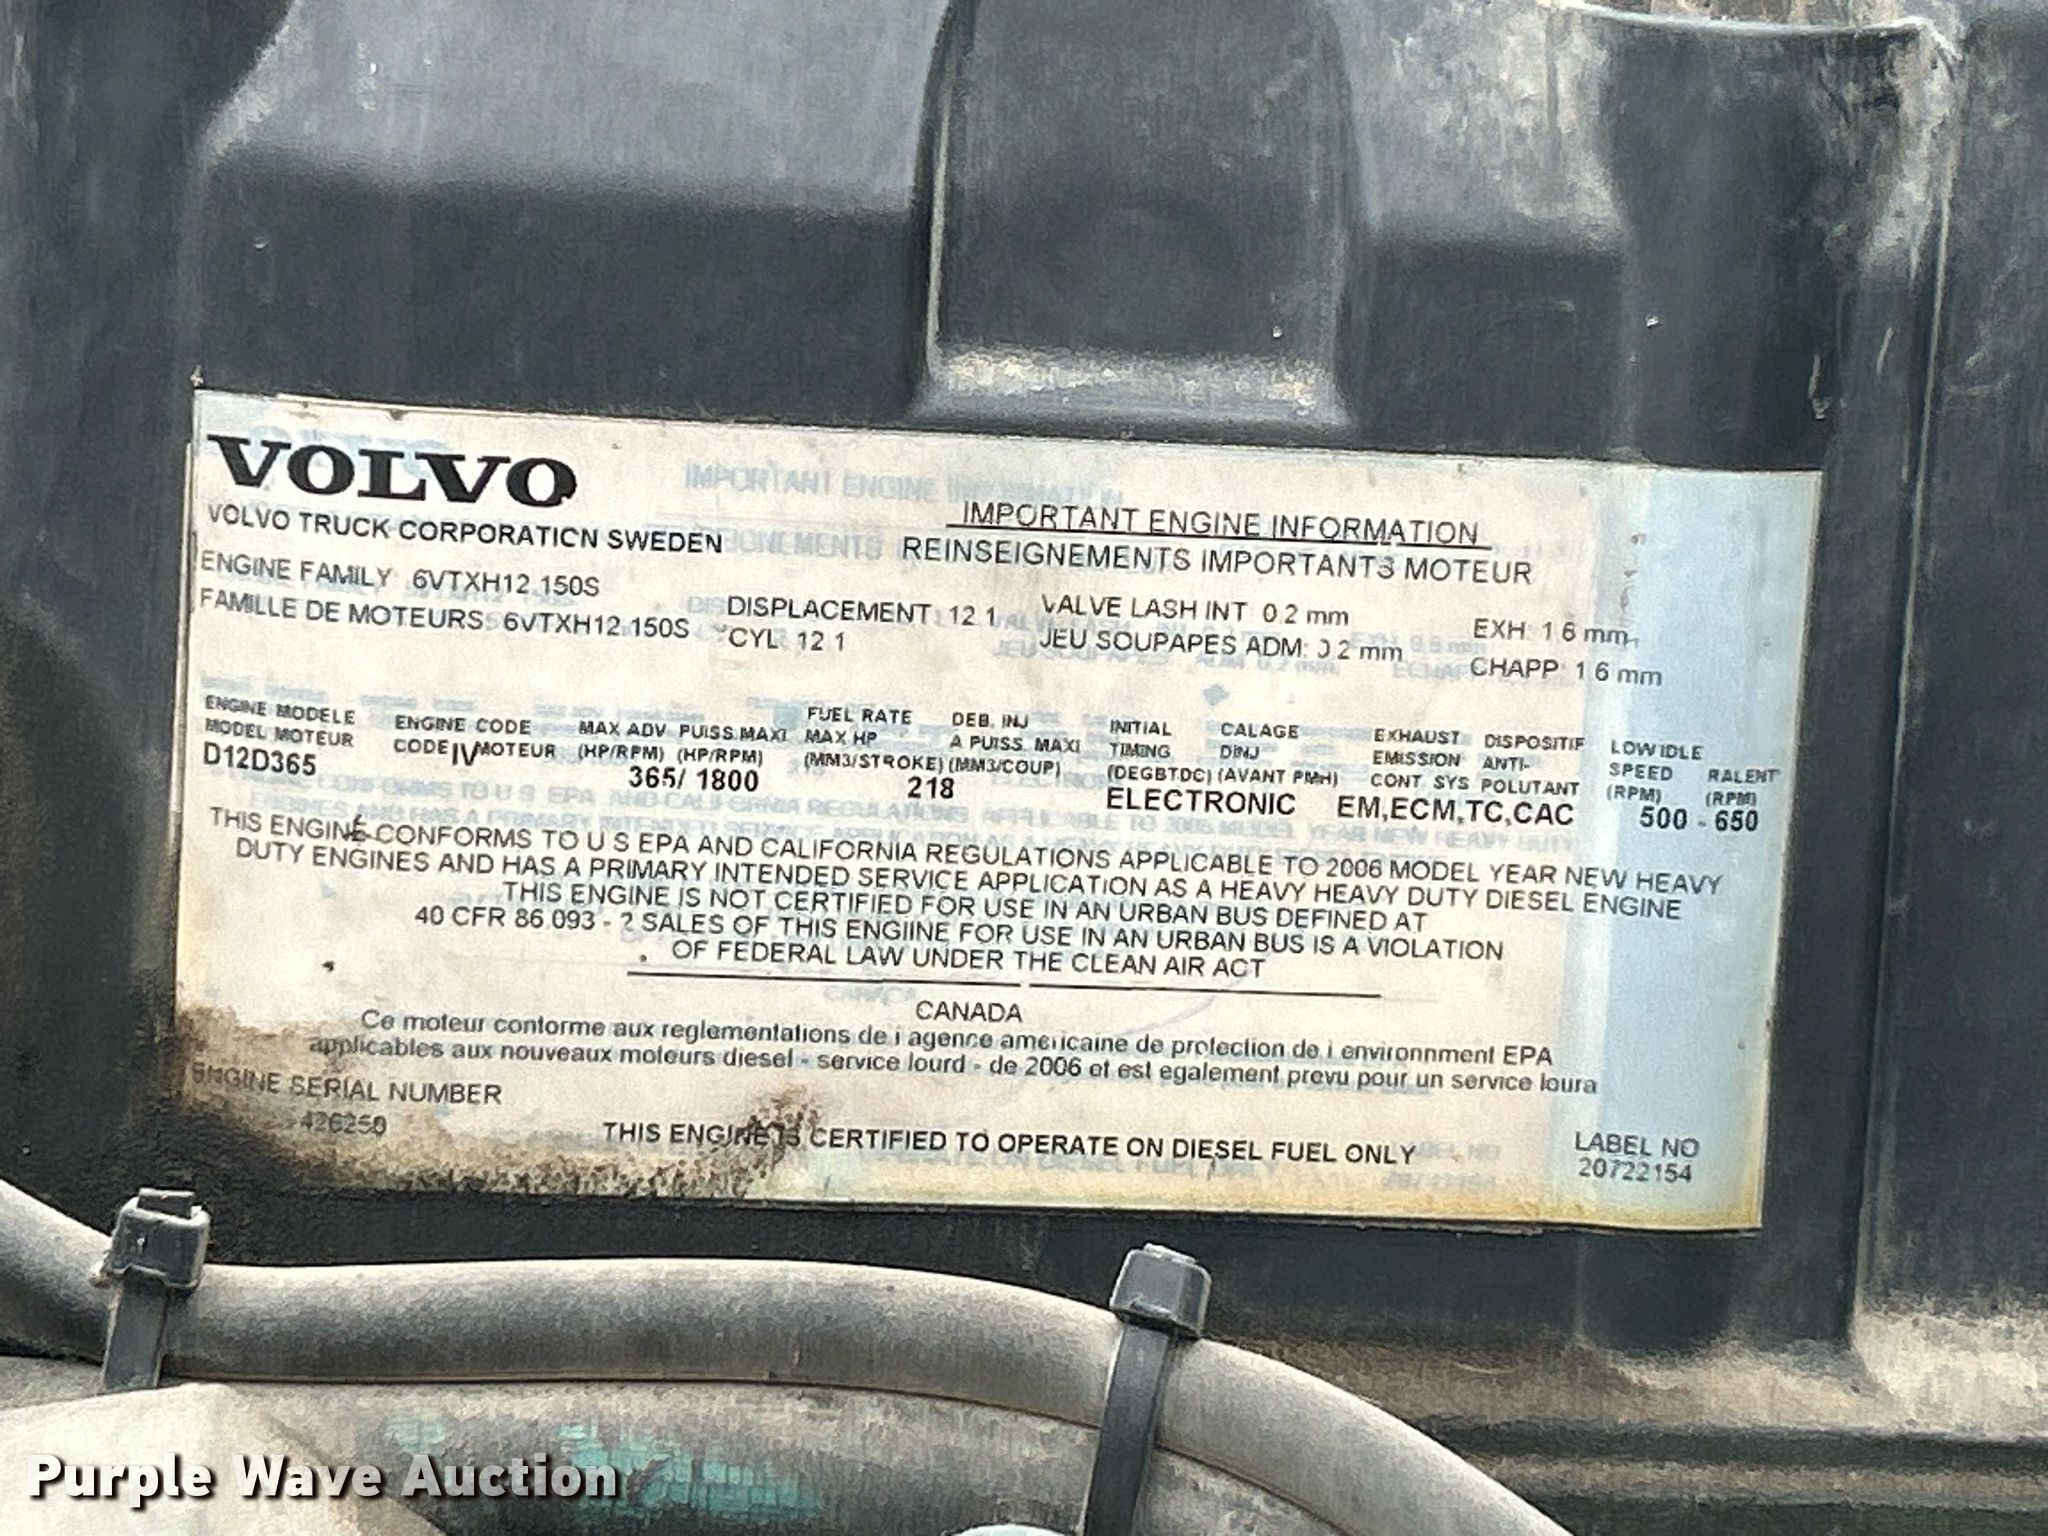 VOLVO
VOLVO TRUCK CORPORATICN SWEDEN
IMPORTANT ENGINE INFORMATION
REINSEIGNEMENTS IMPORTANTS MOTEUR
ENGINE FAMILY 6VTXH12 150S
FAMILLE DE MOTEURS 6VTXH12 150S
DISPLACEMENT 12 1
CYL 12 1
VALVE LASH INT 0 2 mm
JEU SOUPAPES ADM: 0 2 mm
EXH 1 6 mm
CHAPP 1 6 mm
ENGINE MODELE
MODEL MOTEUR
D12D365
ENGINE CODE
CODE IV MOTEUR
MAX ADV PUISS MAXI
(HP/RPM) (HP/RPM)
365/ 1800
FUEL RATE DEB. INJ
MAX HP A PUISS. MAXI
(MM3/STROKE) (MM3/COUP)
218
INITIAL CALAGE
TIMING DINJ
(DEGBTDC) (AVANT PMH)
ELECTRONIC
EXHAUST DISPOSITIF
EMISSION ANTI-
CONT SYS POLUTANT
EM,ECM,TC,CAC
LOW IDLE
SPEED RALENT
(RPM) (RPM)
500 - 650
THIS ENGINE CONFORMS TO U S EPA AND CALIFORNIA REGULATIONS APPLICABLE TO 2006 MODEL YEAR NEW HEAVY
DUTY ENGINES AND HAS A PRIMARY INTENDED SERVICE APPLICATION AS A HEAVY HEAVY DUTY DIESEL ENGINE
THIS ENGINE IS NOT CERTIFIED FOR USE IN AN URBAN BUS DEFINED AT
40 CFR 86 093 - 2 SALES OF THIS ENGIINE FOR USE IN AN URBAN BUS IS A VIOLATION
OF FEDERAL LAW UNDER THE CLEAN AIR ACT
CANADA
Ce moteur contorme aux reglementations de i agence americaine de protection de i environnment EPA
applicables aux nouveaux moteurs diesel - service lourd - de 2006 et est egalement prevu pour un service loura
ENGINE SERIAL NUMBER
426250
THIS ENGINE IS CERTIFIED TO OPERATE ON DIESEL FUEL ONLY
LABEL NO
20722154
Purple Wave Auction